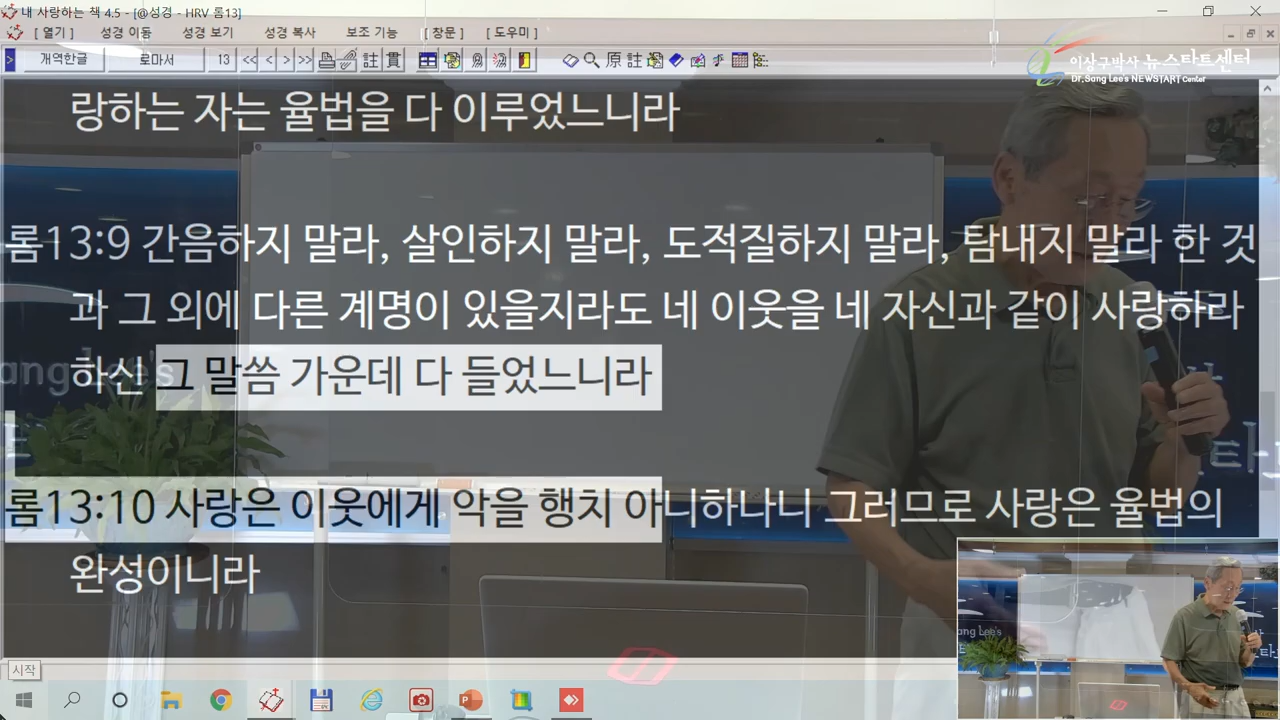 내 사랑하는 책 4.5 - [@성경 - HRV 롬13]
[ 열기 ] 성경 이동 성경 보기 성경 복사 보조 기능 [ 창문 ] [ 도우미 ]
개역한글 로마서 13 << < > >> 註 貫 原 註
이상구박사 뉴스타트센터
Dr.Sang Lee's NEWSTART Center
랑하는 자는 율법을 다 이루었느니라
롬13:9 간음하지 말라, 살인하지 말라, 도적질하지 말라, 탐내지 말라 한 것
과 그 외에 다른 계명이 있을지라도 네 이웃을 네 자신과 같이 사랑하라
하신 그 말씀 가운데 다 들었느니라
롬13:10 사랑은 이웃에게 악을 행치 아니하나니 그러므로 사랑은 율법의
완성이니라
시작
ang Lee's